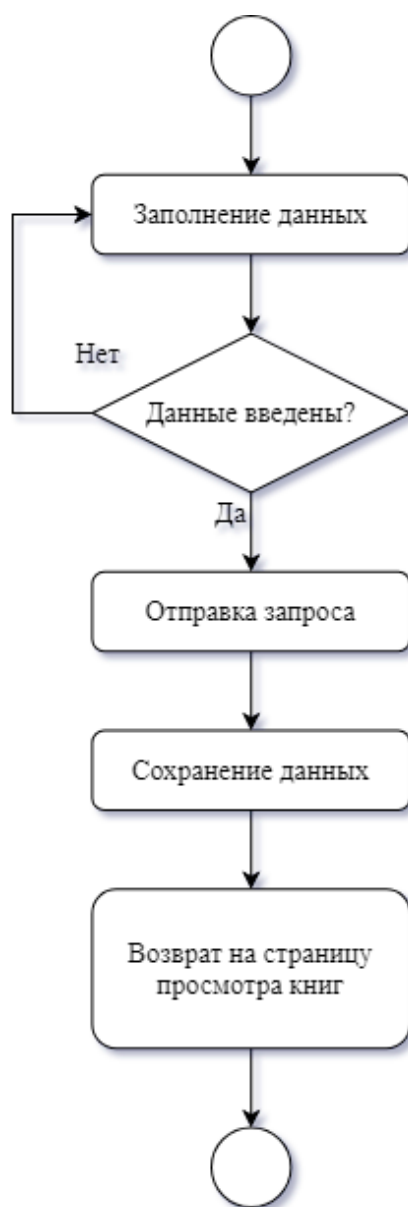 Заполнение данных
Нет
Данные введены?
Да
Отправка запроса
Сохранение данных
Возврат на страницу
просмотра книг